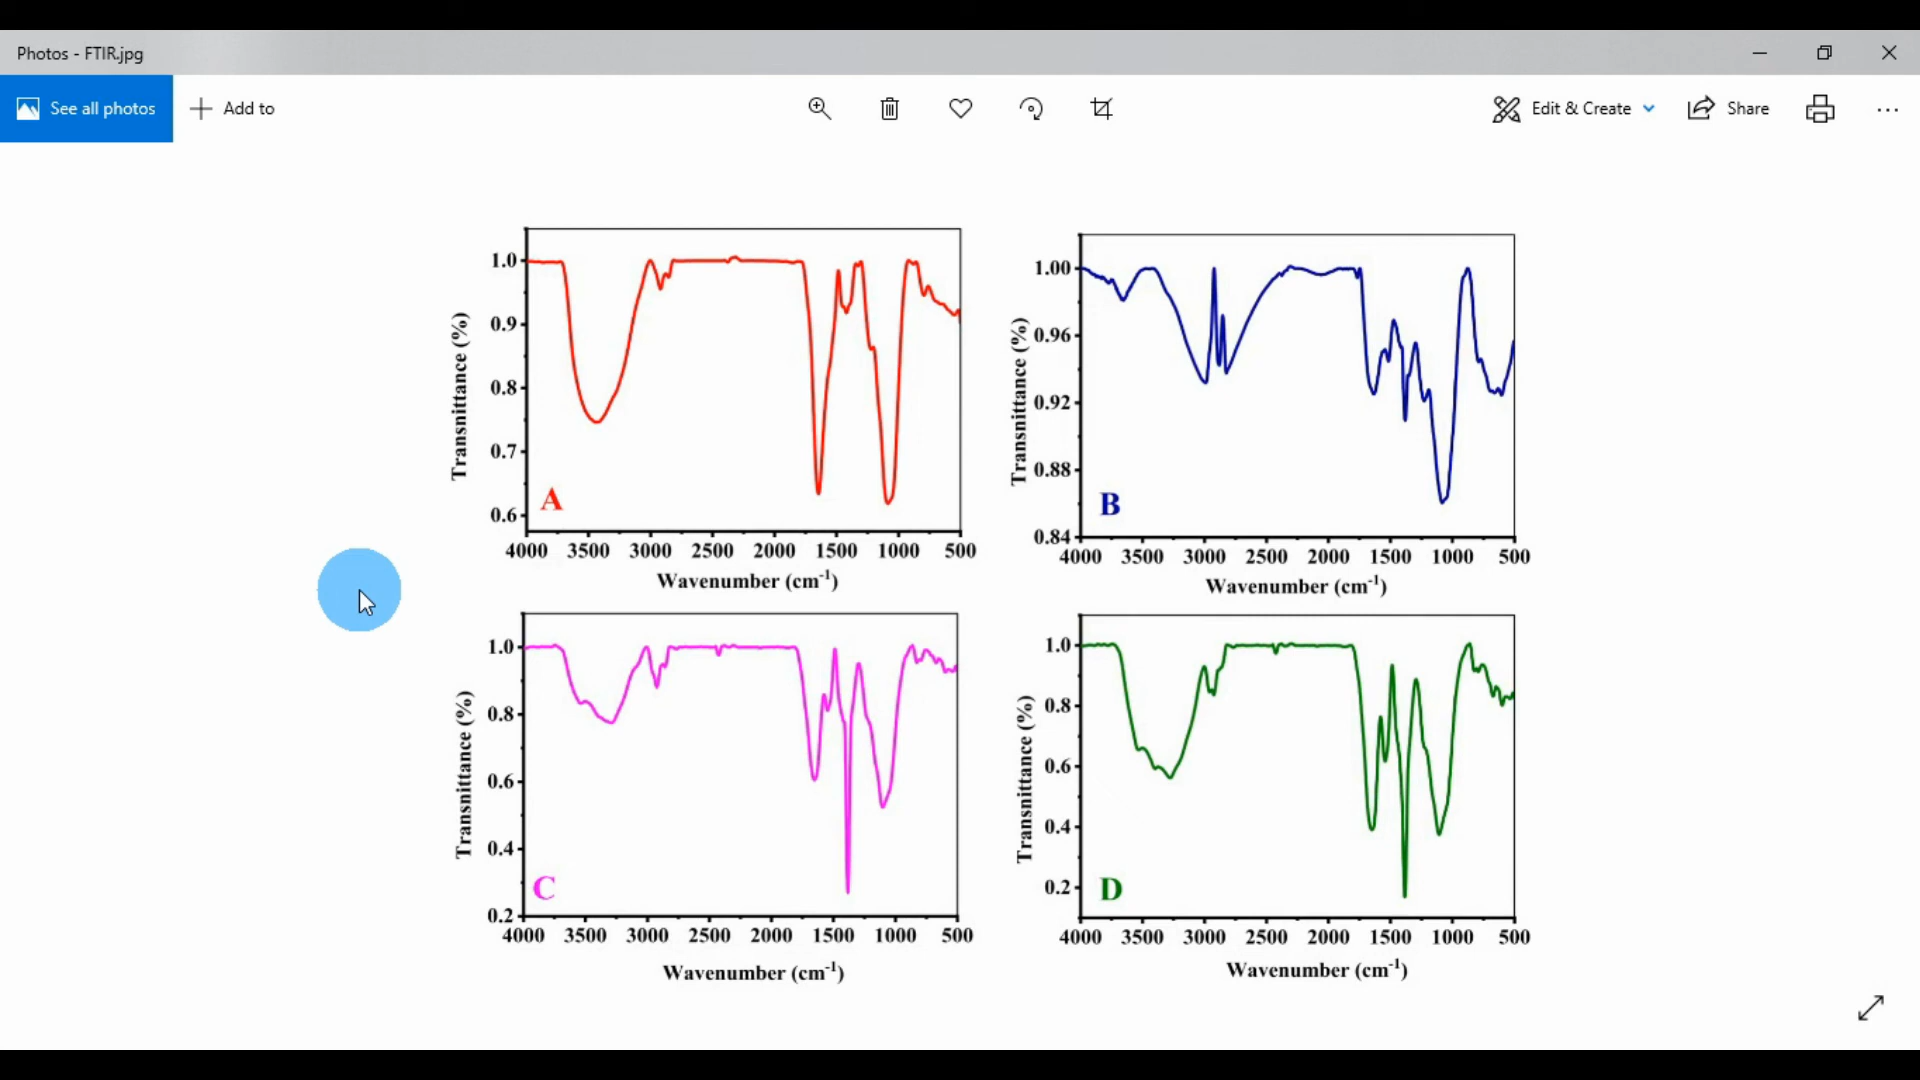 Photos - FTIR.jpg
See all photos
Add to
Edit & Create
Share
1.0
0.9
0.8
0.7
0.6
Transmittance (%)
A
4000 3500 3000 2500 2000 1500 1000 500
Wavenumber (cm-1)
1.00
0.96
0.92
0.88
0.84
Transnittance (%)
B
4000 3500 3000 2500 2000 1500 1000 500
Wavenumber (cm-1)
1.0
0.8
0.6
0.4
0.2
Transnittance (%)
C
4000 3500 3000 2500 2000 1500 1000 500
Wavenumber (cm-1)
1.0
0.8
0.6
0.4
0.2
Transnittance (%)
D
4000 3500 3000 2500 2000 1500 1000 500
Wavenumber (cm-1)